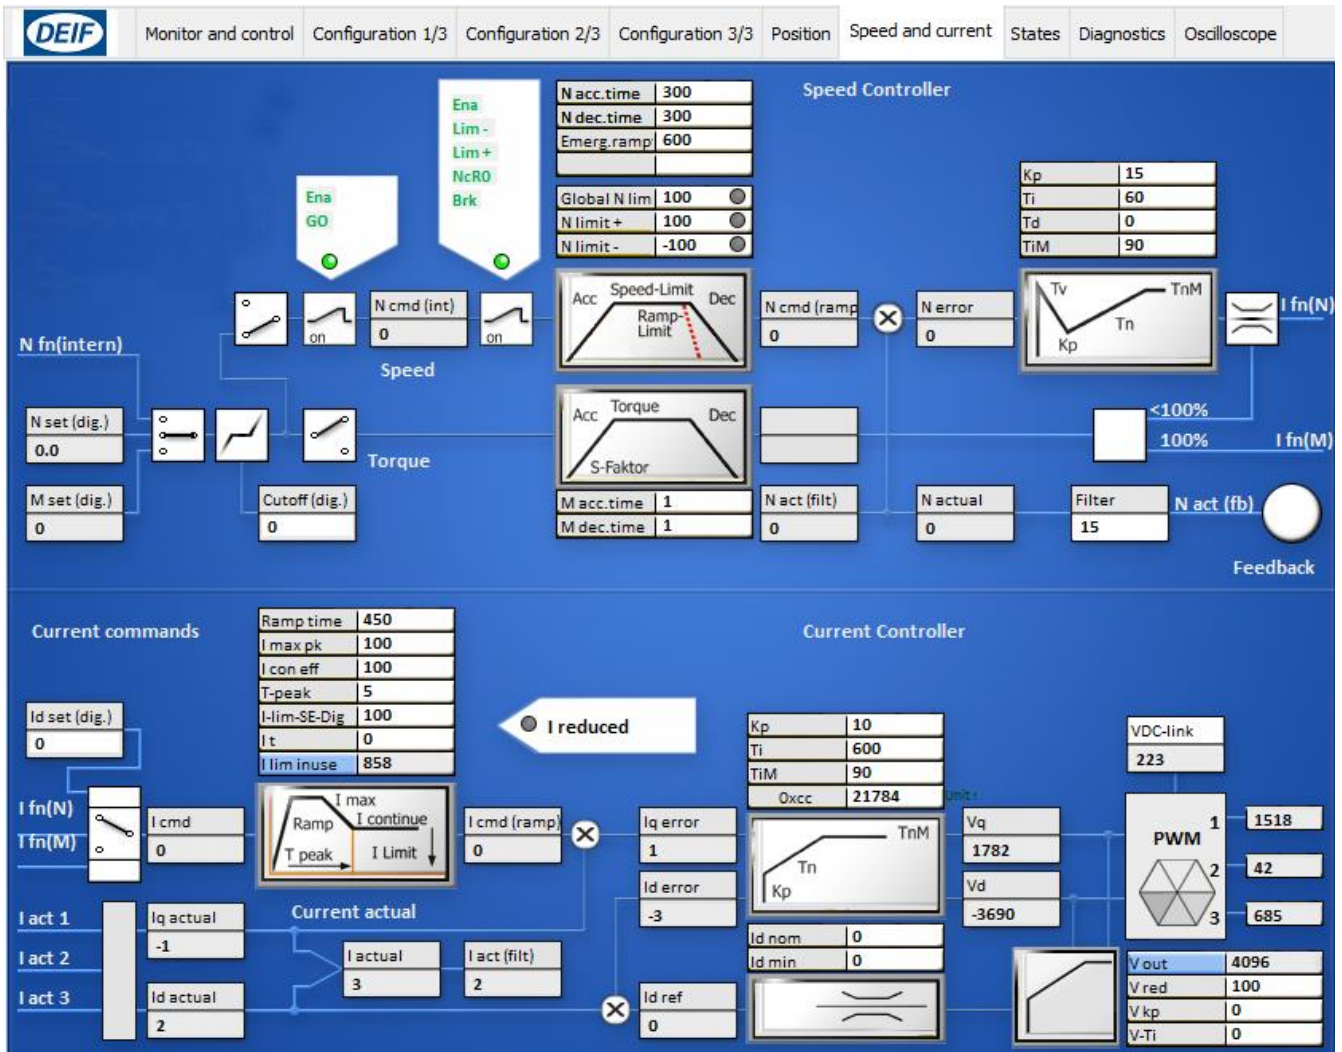 DEIF
Monitor and control
Configuration 1/3
Configuration 2/3
Configuration 3/3
Position
Speed and current
States
Diagnostics
Oscilloscope
Speed Controller
Ena
Lim -
Lim +
NcR0
Brk
Ena
GO
N acc.time 300
N dec.time 300
Emerg.ramp 600
Global N lim 100
N limit + 100
N limit - -100
Kp 15
Ti 60
Td 0
TiM 90
N fn(intern)
on
N cmd (int)
0
on
Speed
Acc Speed-Limit Dec
Ramp-
Limit
N cmd (ramp
0
N error
0
Tv TnM
Tn
Kp
I fn(N)
N set (dig.)
0.0
M set (dig.)
0
Cutoff (dig.)
0
Torque
Acc Torque Dec
S-Faktor
M acc.time 1
M dec.time 1
<100%
100%
I fn(M)
N act (filt)
0
N actual
0
Filter
15
N act (fb)
Feedback
Current commands
Ramp time 450
I max pk 100
I con eff 100
T-peak 5
I-lim-SE-Dig 100
I t 0
I lim inuse 858
Current Controller
I reduced
Id set (dig.)
0
Kp 10
Ti 600
TiM 90
0xcc 21784
VDC-link
223
I fn(N)
I fn(M)
I cmd
0
I max
Ramp I continue
T peak I Limit
I cmd (ramp)
0
Iq error
1
Id error
-3
TnM
Tn
Kp
Vq
1782
Vd
-3690
PWM
1 1518
2 42
3 685
I act 1
I act 2
I act 3
Iq actual
-1
Id actual
2
Current actual
I actual
3
I act (filt)
2
Id nom 0
Id min 0
Id ref
0
V out 4096
V red 100
V kp 0
V-Ti 0